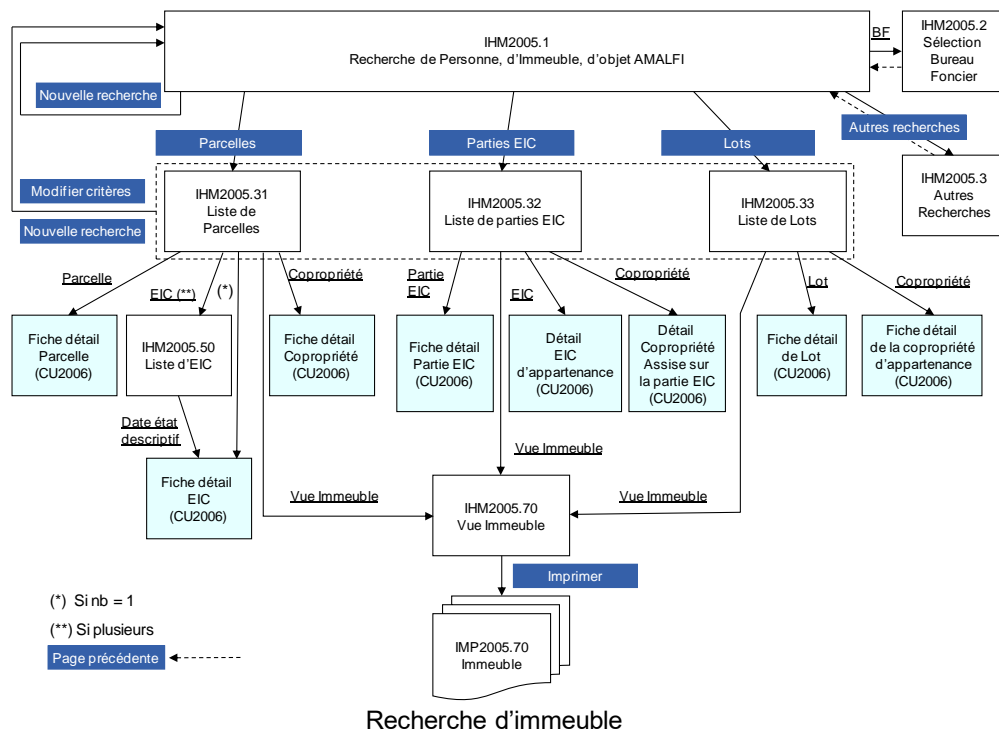 IHM2005.1
Recherche de Personne, d'Immeuble, d'objet AMALFI
BF
IHM2005.2
Sélection
Bureau
Foncier
Nouvelle recherche
Autres recherches
Parcelles
Parties EIC
Lots
IHM2005.3
Autres
Recherches
Modifier critères
Nouvelle recherche
IHM2005.31
Liste de
Parcelles
IHM2005.32
Liste de parties EIC
IHM2005.33
Liste de Lots
Parcelle
EIC (**)
(*)
Copropriété
Partie
EIC
EIC
Copropriété
Lot
Copropriété
Fiche détail
Parcelle
(CU2006)
IHM2005.50
Liste d'EIC
Fiche détail
Copropriété
(CU2006)
Fiche détail
Partie EIC
(CU2006)
Détail
EIC
d'appartenance
(CU2006)
Détail
Copropriété
Assise sur
la partie EIC
(CU2006)
Fiche détail
de Lot
(CU2006)
Fiche détail
de la copropriété
d'appartenance
(CU2006)
Date état
descriptif
Fiche détail
EIC
(CU2006)
Vue Immeuble
Vue Immeuble
Vue Immeuble
IHM2005.70
Vue Immeuble
Imprimer
(*) Si nb = 1
(**) Si plusieurs
Page précédente
IMP2005.70
Immeuble
Recherche d'immeuble